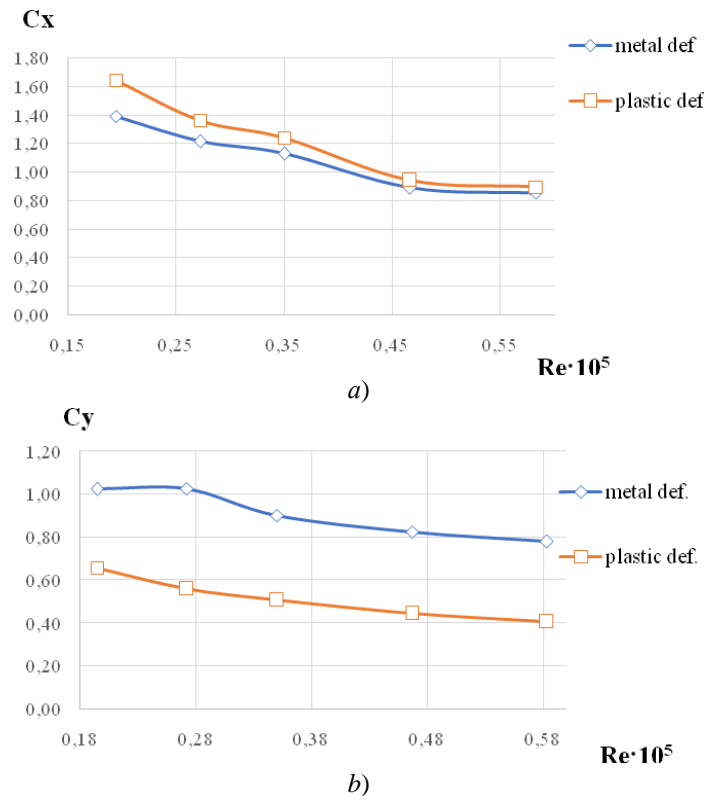 Cx
metal def
plastic def
1,80
1,60
1,40
1,20
1,00
0,80
0,60
0,40
0,20
0,00
0,15 0,25 0,35 0,45 0,55
Re·10⁵
a)
Cy
metal def.
plastic def.
1,20
1,00
0,80
0,60
0,40
0,20
0,00
0,18 0,28 0,38 0,48 0,58
Re·10⁵
b)